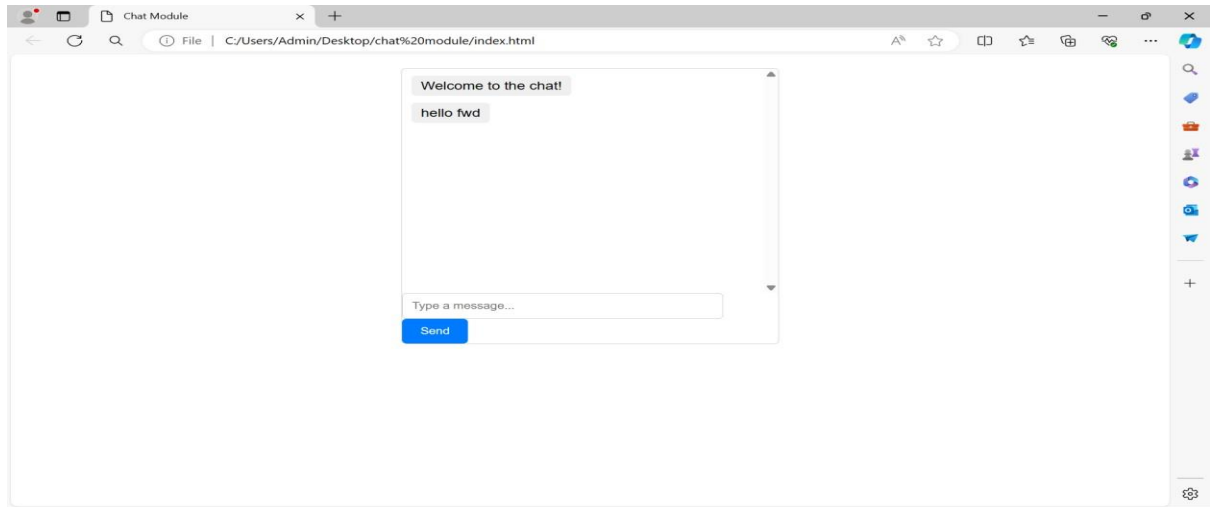 Chat Module
File | C:/Users/Admin/Desktop/chat%20module/index.html
Welcome to the chat!
hello fwd
Type a message...
Send